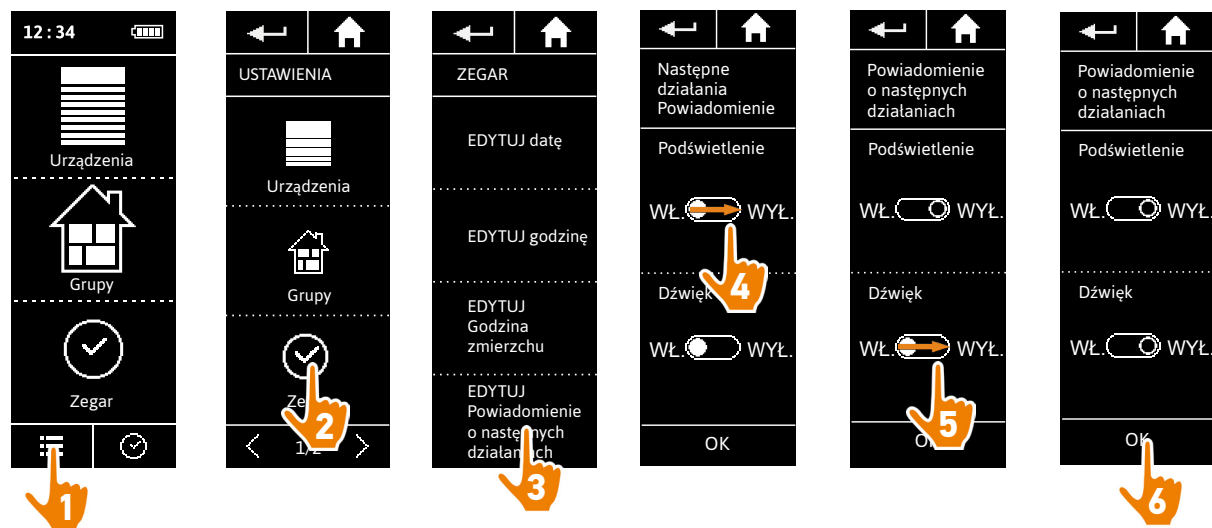 12:34
Urządzenia
Grupy
Zegar
1
USTAWIENIA
Urządzenia
Grupy
2
ZEGAR
EDYTUJ datę
EDYTUJ godzinę
EDYTUJ
Godzina
zmierzchu
EDYTUJ
Powiadomienie
o następnych
działaniach
3
Następne
działania
Powiadomienie
Podświetlenie
WŁ. WYŁ.
4
Dźwięk
WŁ. WYŁ.
OK
Powiadomienie
o następnych
działaniach
Podświetlenie
WŁ. WYŁ.
Dźwięk
WŁ. WYŁ.
5
Powiadomienie
o następnych
działaniach
Podświetlenie
WŁ. WYŁ.
Dźwięk
WŁ. WYŁ.
OK
6